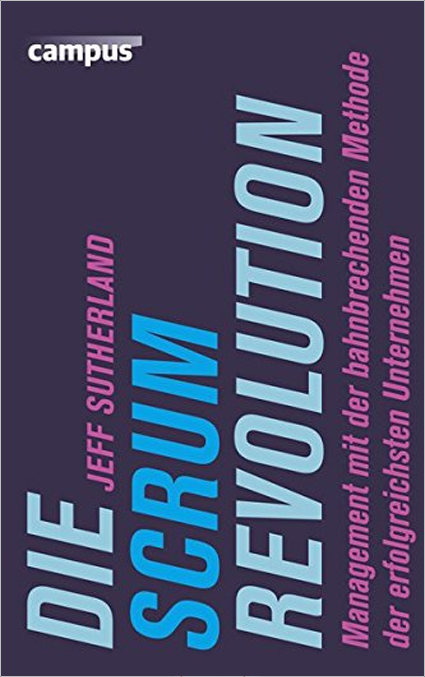 campus
DIE
JEFF SUTHERLAND
SCRUM
REVOLUTION
Management mit der bahnbrechenden Methode
der erfolgreichsten Unternehmen